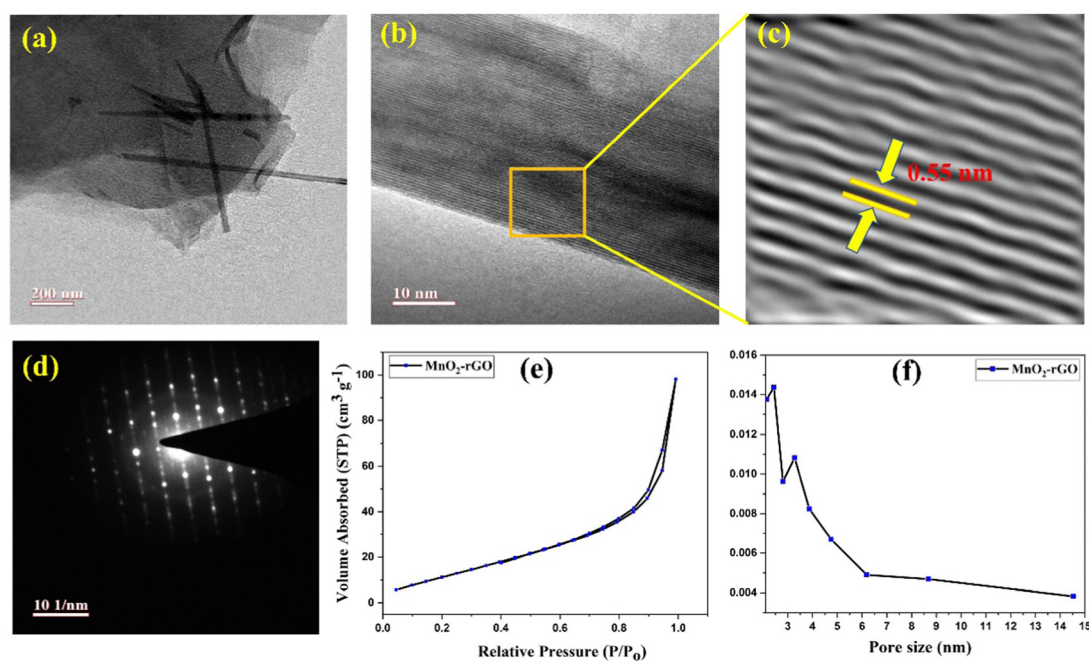 (a)
200 nm
(b)
10 nm
(c)
0.55 nm
(d)
10 1/nm
(e)
MnO₂-rGO
Volume Absorbed (STP) (cm³ g⁻¹)
100
80
60
40
20
0
0.0 0.2 0.4 0.6 0.8 1.0
Relative Pressure (P/Pₒ)
(f)
MnO₂-rGO
0.016
0.014
0.012
0.010
0.008
0.006
0.004
3 4 5 6 7 8 9 10 11 12 13 14 15
Pore size (nm)